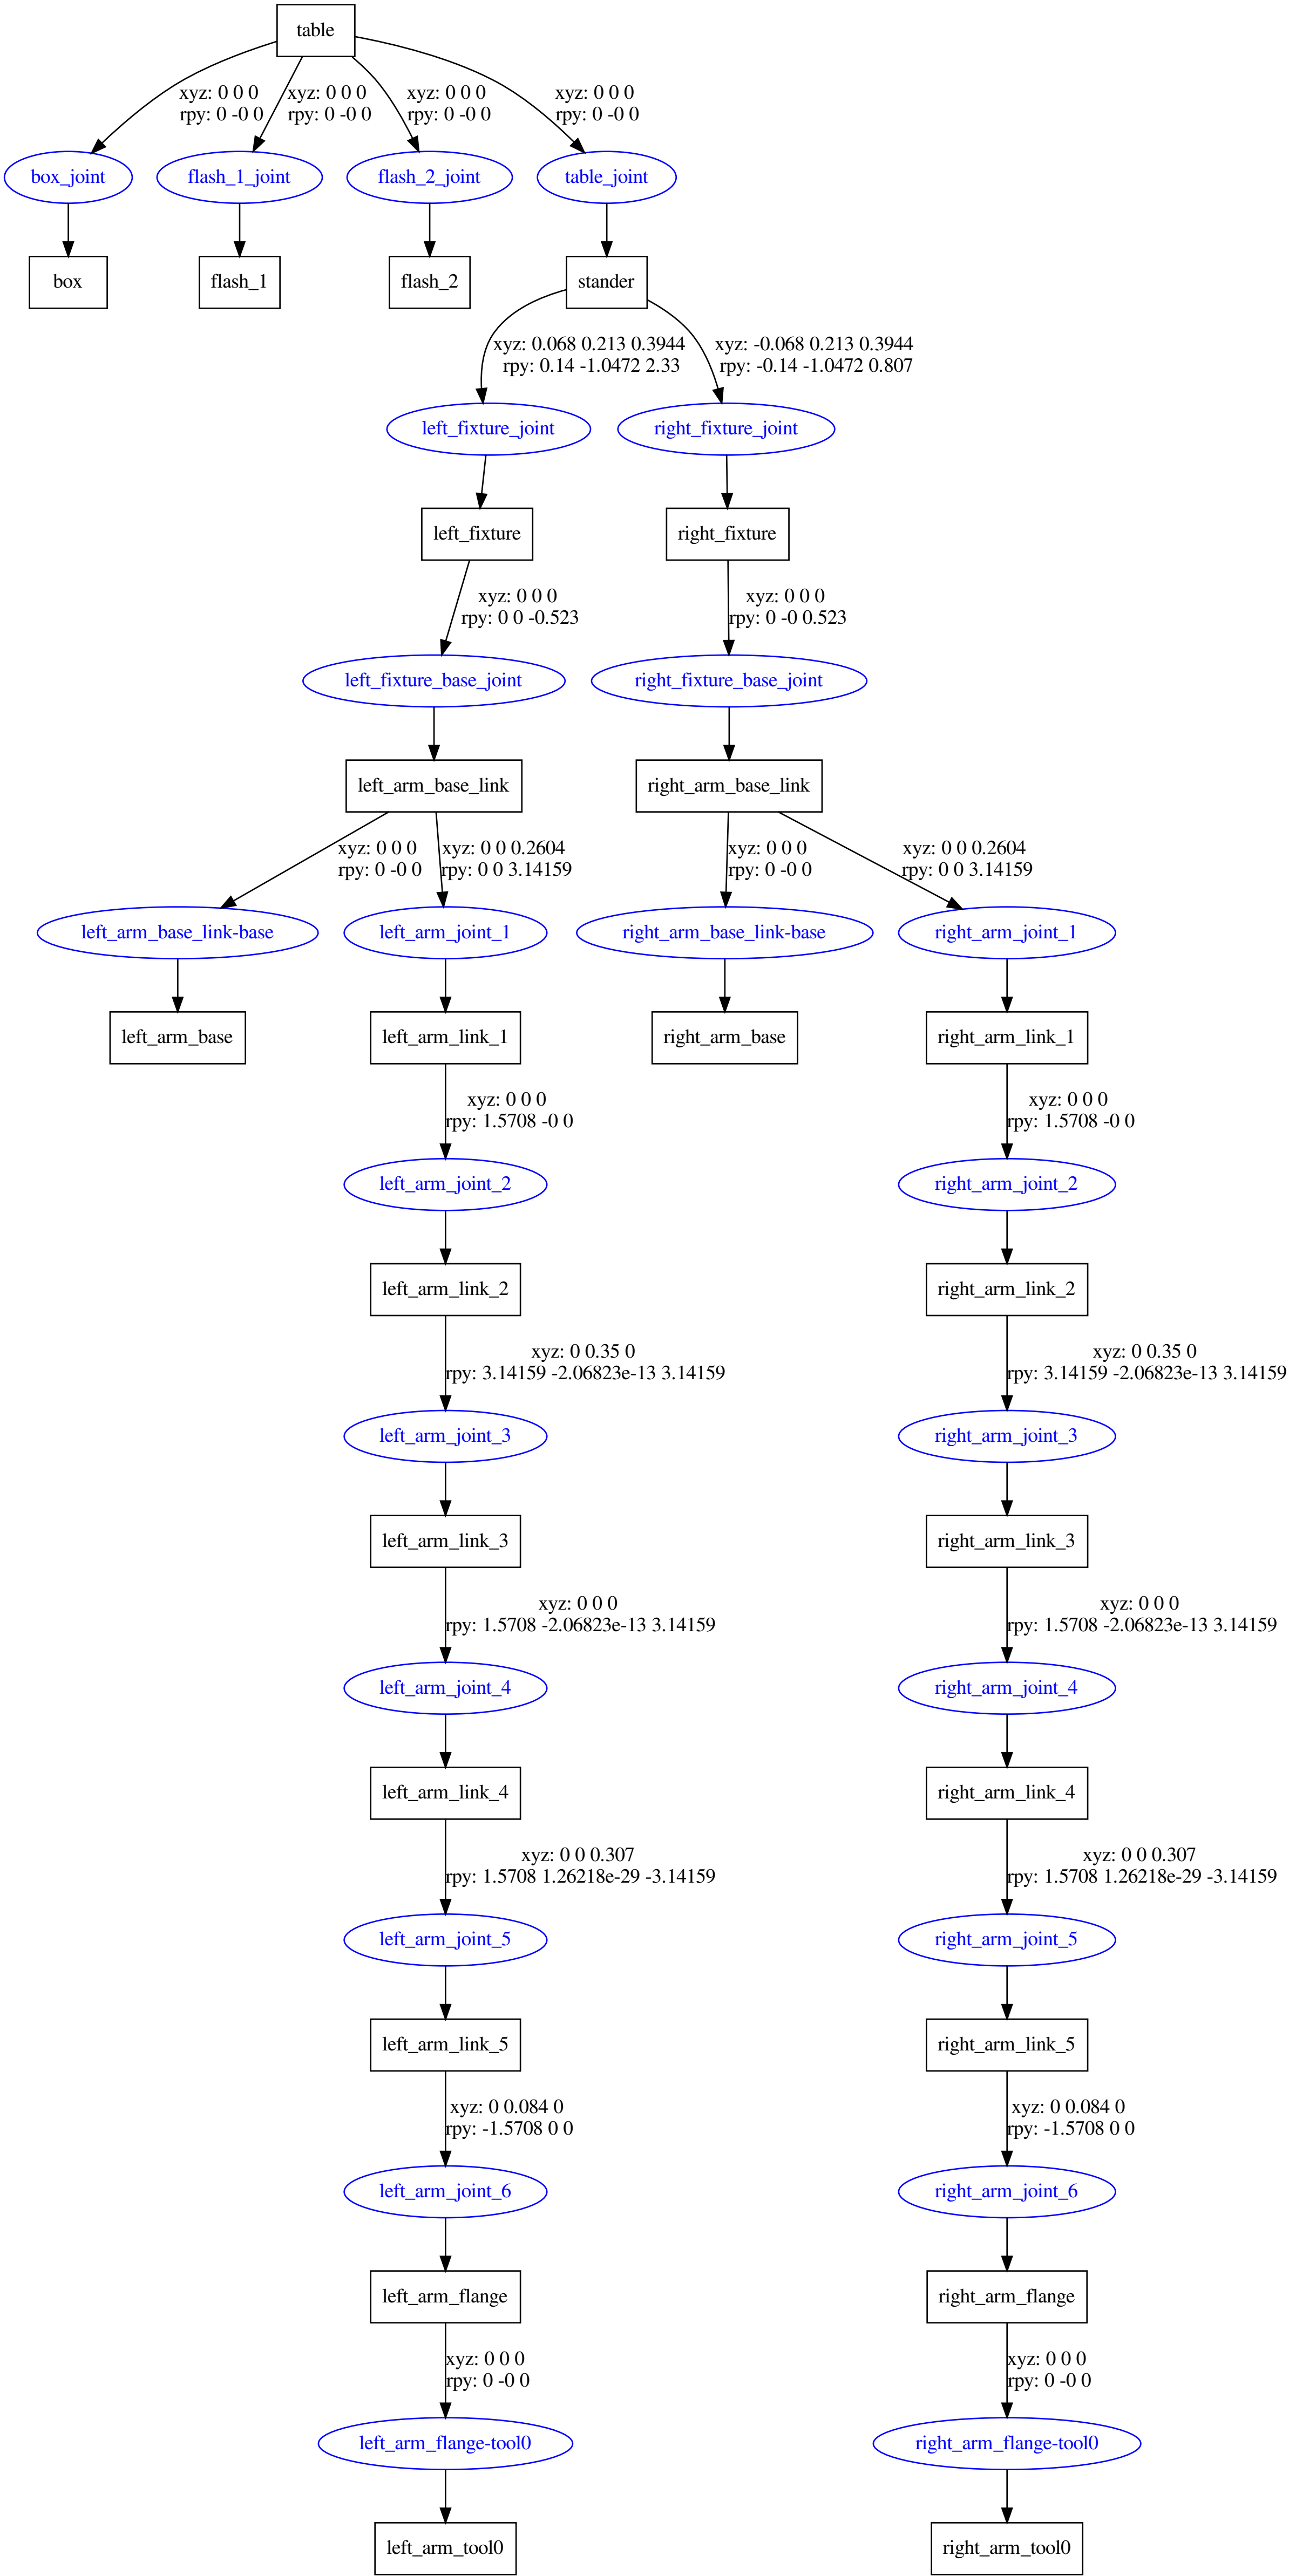 table
xyz: 0 0 0
rpy: 0 -0 0
xyz: 0 0 0
rpy: 0 -0 0
xyz: 0 0 0
rpy: 0 -0 0
xyz: 0 0 0
rpy: 0 -0 0
box_joint
flash_1_joint
flash_2_joint
table_joint
box
flash_1
flash_2
stander
xyz: 0.068 0.213 0.3944
rpy: 0.14 -1.0472 2.33
xyz: -0.068 0.213 0.3944
rpy: -0.14 -1.0472 0.807
left_fixture_joint
right_fixture_joint
left_fixture
right_fixture
xyz: 0 0 0
rpy: 0 0 -0.523
xyz: 0 0 0
rpy: 0 -0 0.523
left_fixture_base_joint
right_fixture_base_joint
left_arm_base_link
right_arm_base_link
xyz: 0 0 0
rpy: 0 -0 0
xyz: 0 0 0.2604
rpy: 0 0 3.14159
xyz: 0 0 0
rpy: 0 -0 0
xyz: 0 0 0.2604
rpy: 0 0 3.14159
left_arm_base_link-base
left_arm_joint_1
right_arm_base_link-base
right_arm_joint_1
left_arm_base
left_arm_link_1
right_arm_base
right_arm_link_1
xyz: 0 0 0
rpy: 1.5708 -0 0
xyz: 0 0 0
rpy: 1.5708 -0 0
left_arm_joint_2
right_arm_joint_2
left_arm_link_2
right_arm_link_2
xyz: 0 0.35 0
rpy: 3.14159 -2.06823e-13 3.14159
xyz: 0 0.35 0
rpy: 3.14159 -2.06823e-13 3.14159
left_arm_joint_3
right_arm_joint_3
left_arm_link_3
right_arm_link_3
xyz: 0 0 0
rpy: 1.5708 -2.06823e-13 3.14159
xyz: 0 0 0
rpy: 1.5708 -2.06823e-13 3.14159
left_arm_joint_4
right_arm_joint_4
left_arm_link_4
right_arm_link_4
xyz: 0 0 0.307
rpy: 1.5708 1.26218e-29 -3.14159
xyz: 0 0 0.307
rpy: 1.5708 1.26218e-29 -3.14159
left_arm_joint_5
right_arm_joint_5
left_arm_link_5
right_arm_link_5
xyz: 0 0.084 0
rpy: -1.5708 0 0
xyz: 0 0.084 0
rpy: -1.5708 0 0
left_arm_joint_6
right_arm_joint_6
left_arm_flange
right_arm_flange
xyz: 0 0 0
rpy: 0 -0 0
xyz: 0 0 0
rpy: 0 -0 0
left_arm_flange-tool0
right_arm_flange-tool0
left_arm_tool0
right_arm_tool0